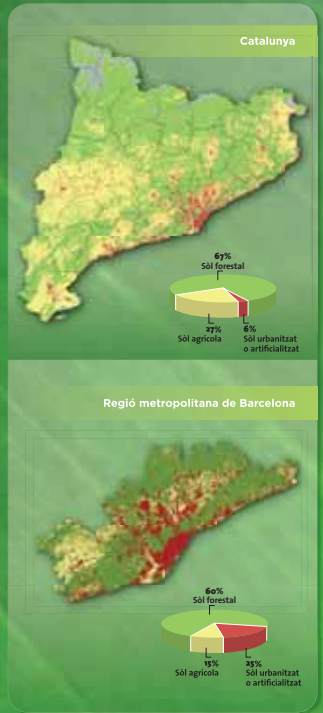 Catalunya
67%
Sòl forestal
27%
Sòl agrícola
6%
Sòl urbanitzat
o artificialitzat
Regió metropolitana de Barcelona
60%
Sòl forestal
15%
Sòl agrícola
25%
Sòl urbanitzat
o artificialitzat